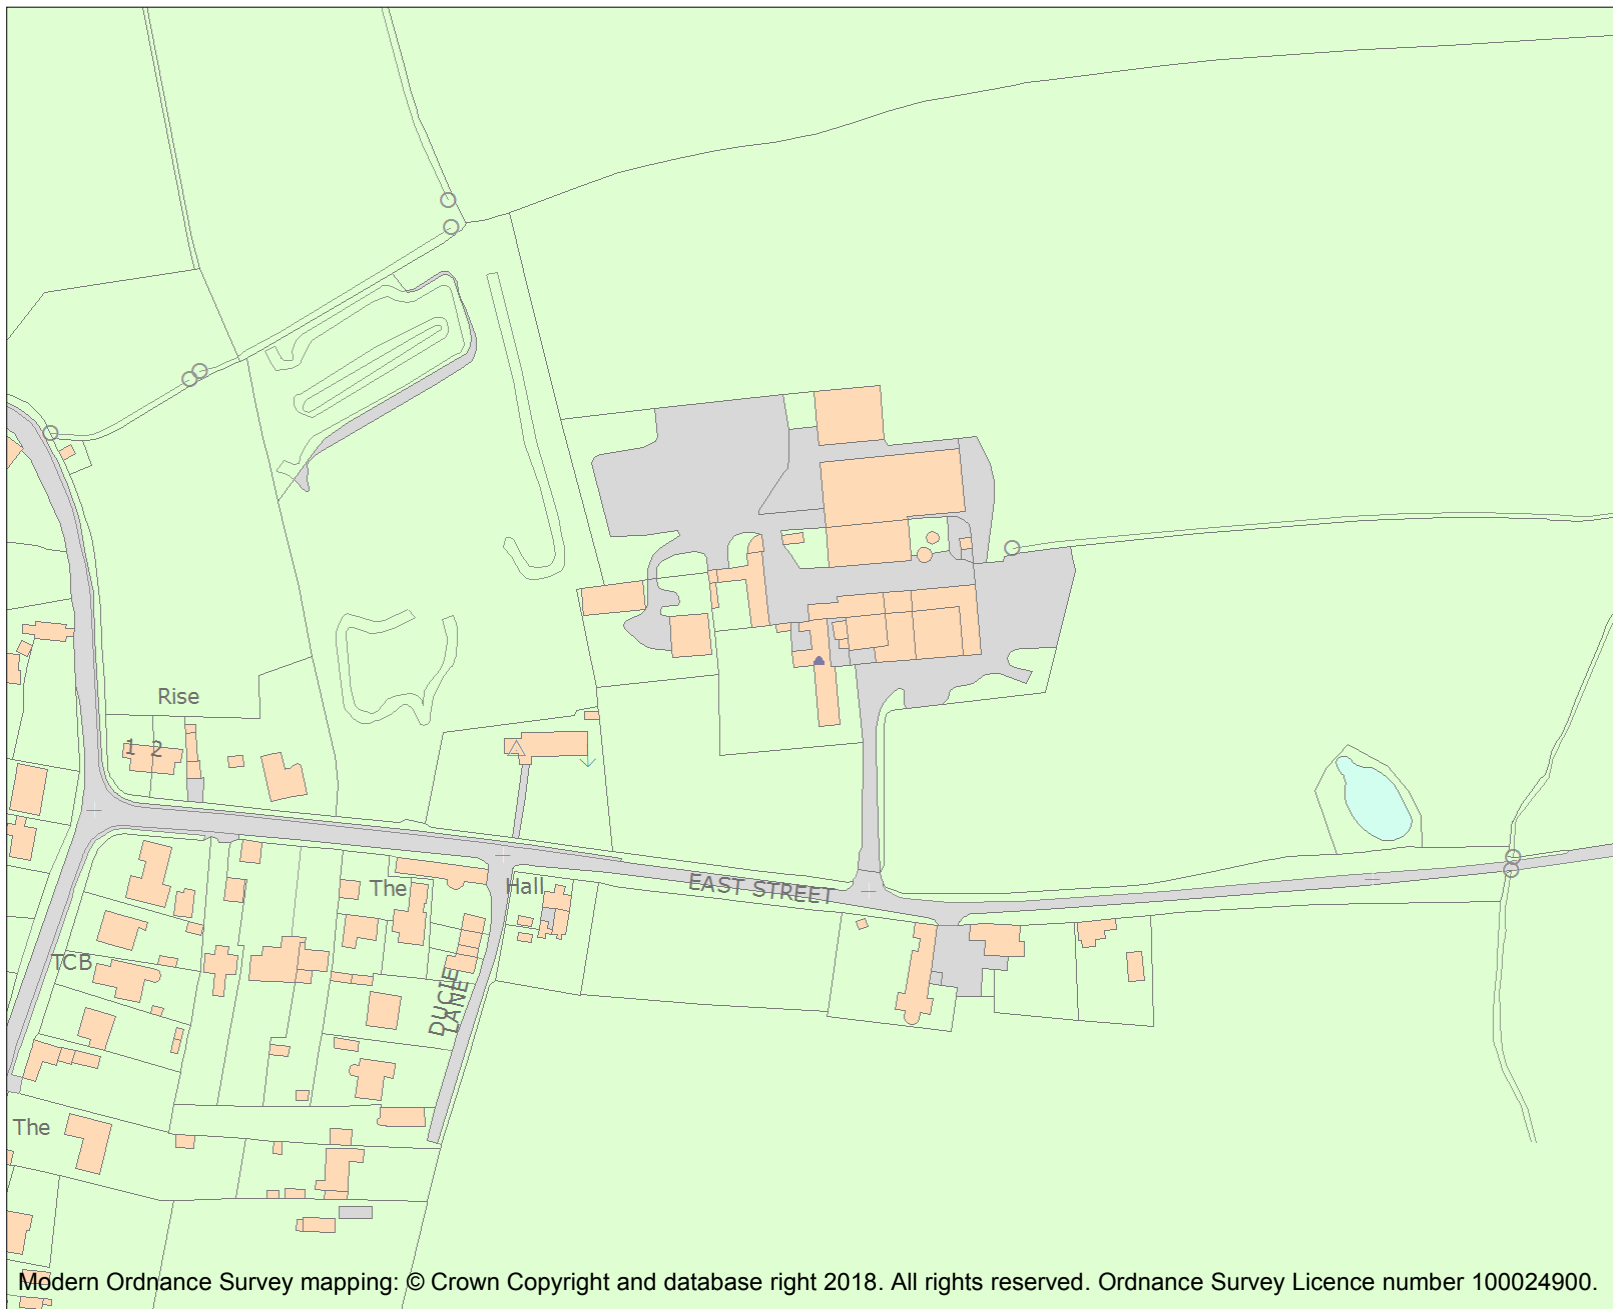 Rise
1 2
The
Hall
EAST STREET
TCB
DUCIE
LANE
The
Modern Ordnance Survey mapping: © Crown Copyright and database right 2018. All rights reserved. Ordnance Survey Licence number 100024900.